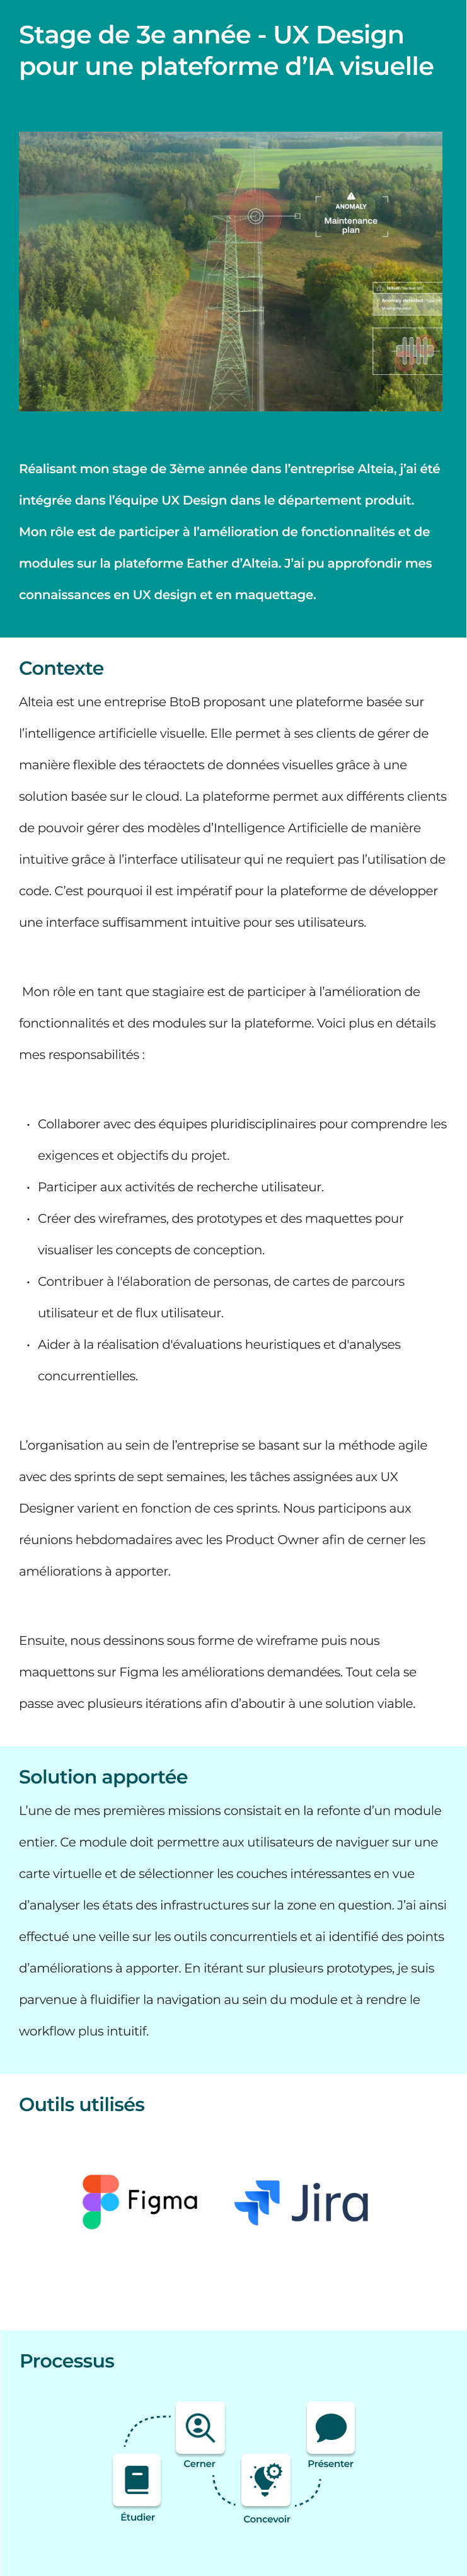 Stage de 3e année - UX Design
pour une plateforme d’IA visuelle
ANOMALY
Maintenance
plan
Anomaly detected
Réalisant mon stage de 3ème année dans l’entreprise Alteia, j’ai été
intégrée dans l’équipe UX Design dans le département produit.
Mon rôle est de participer à l’amélioration de fonctionnalités et de
modules sur la plateforme Eather d’Alteia. J’ai pu approfondir mes
connaissances en UX design et en maquettage.
Contexte
Alteia est une entreprise BtoB proposant une plateforme basée sur
l’intelligence artificielle visuelle. Elle permet à ses clients de gérer de
manière flexible des téraoctets de données visuelles grâce à une
solution basée sur le cloud. La plateforme permet aux différents clients
de pouvoir gérer des modèles d’Intelligence Artificielle de manière
intuitive grâce à l’interface utilisateur qui ne requiert pas l’utilisation de
code. C’est pourquoi il est impératif pour la plateforme de développer
une interface suffisamment intuitive pour ses utilisateurs.
Mon rôle en tant que stagiaire est de participer à l’amélioration de
fonctionnalités et des modules sur la plateforme. Voici plus en détails
mes responsabilités :
• Collaborer avec des équipes pluridisciplinaires pour comprendre les
exigences et objectifs du projet.
• Participer aux activités de recherche utilisateur.
• Créer des wireframes, des prototypes et des maquettes pour
visualiser les concepts de conception.
• Contribuer à l'élaboration de personas, de cartes de parcours
utilisateur et de flux utilisateur.
• Aider à la réalisation d'évaluations heuristiques et d'analyses
concurrentielles.
L’organisation au sein de l’entreprise se basant sur la méthode agile
avec des sprints de sept semaines, les tâches assignées aux UX
Designer varient en fonction de ces sprints. Nous participons aux
réunions hebdomadaires avec les Product Owner afin de cerner les
améliorations à apporter.
Ensuite, nous dessinons sous forme de wireframe puis nous
maquettons sur Figma les améliorations demandées. Tout cela se
passe avec plusieurs itérations afin d’aboutir à une solution viable.
Solution apportée
L’une de mes premières missions consistait en la refonte d’un module
entier. Ce module doit permettre aux utilisateurs de naviguer sur une
carte virtuelle et de sélectionner les couches intéressantes en vue
d’analyser les états des infrastructures sur la zone en question. J’ai ainsi
effectué une veille sur les outils concurrentiels et ai identifié des points
d’améliorations à apporter. En itérant sur plusieurs prototypes, je suis
parvenue à fluidifier la navigation au sein du module et à rendre le
workflow plus intuitif.
Outils utilisés
Figma
Jira
Processus
Cerner
Présenter
Étudier
Concevoir